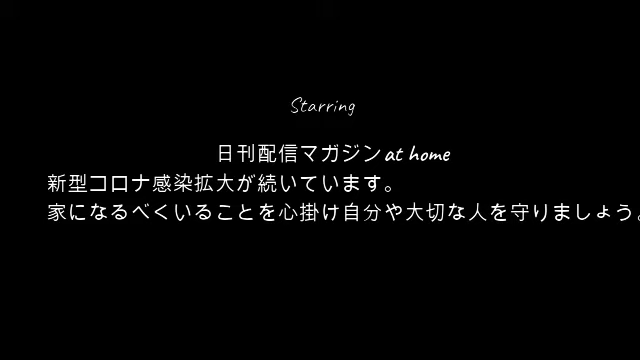 Starring
日刊配信マガジンat home
新型コロナ感染拡大が続いています。
家になるべくいることを心掛け自分や大切な人を守りましょう。